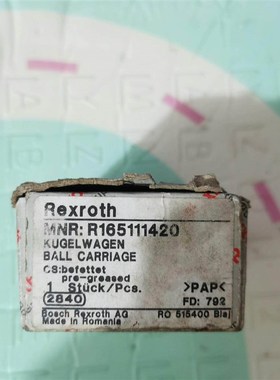 Rexroth
MNR: R165111420
KUGELWAGEN
BALL CARRIAGE
CS:befettet
pre-greased
1 Stück/Pcs. >PAP<
2840 FD: 792
Bosch Rexroth AG RO 515400 Blaj
Made in Romania